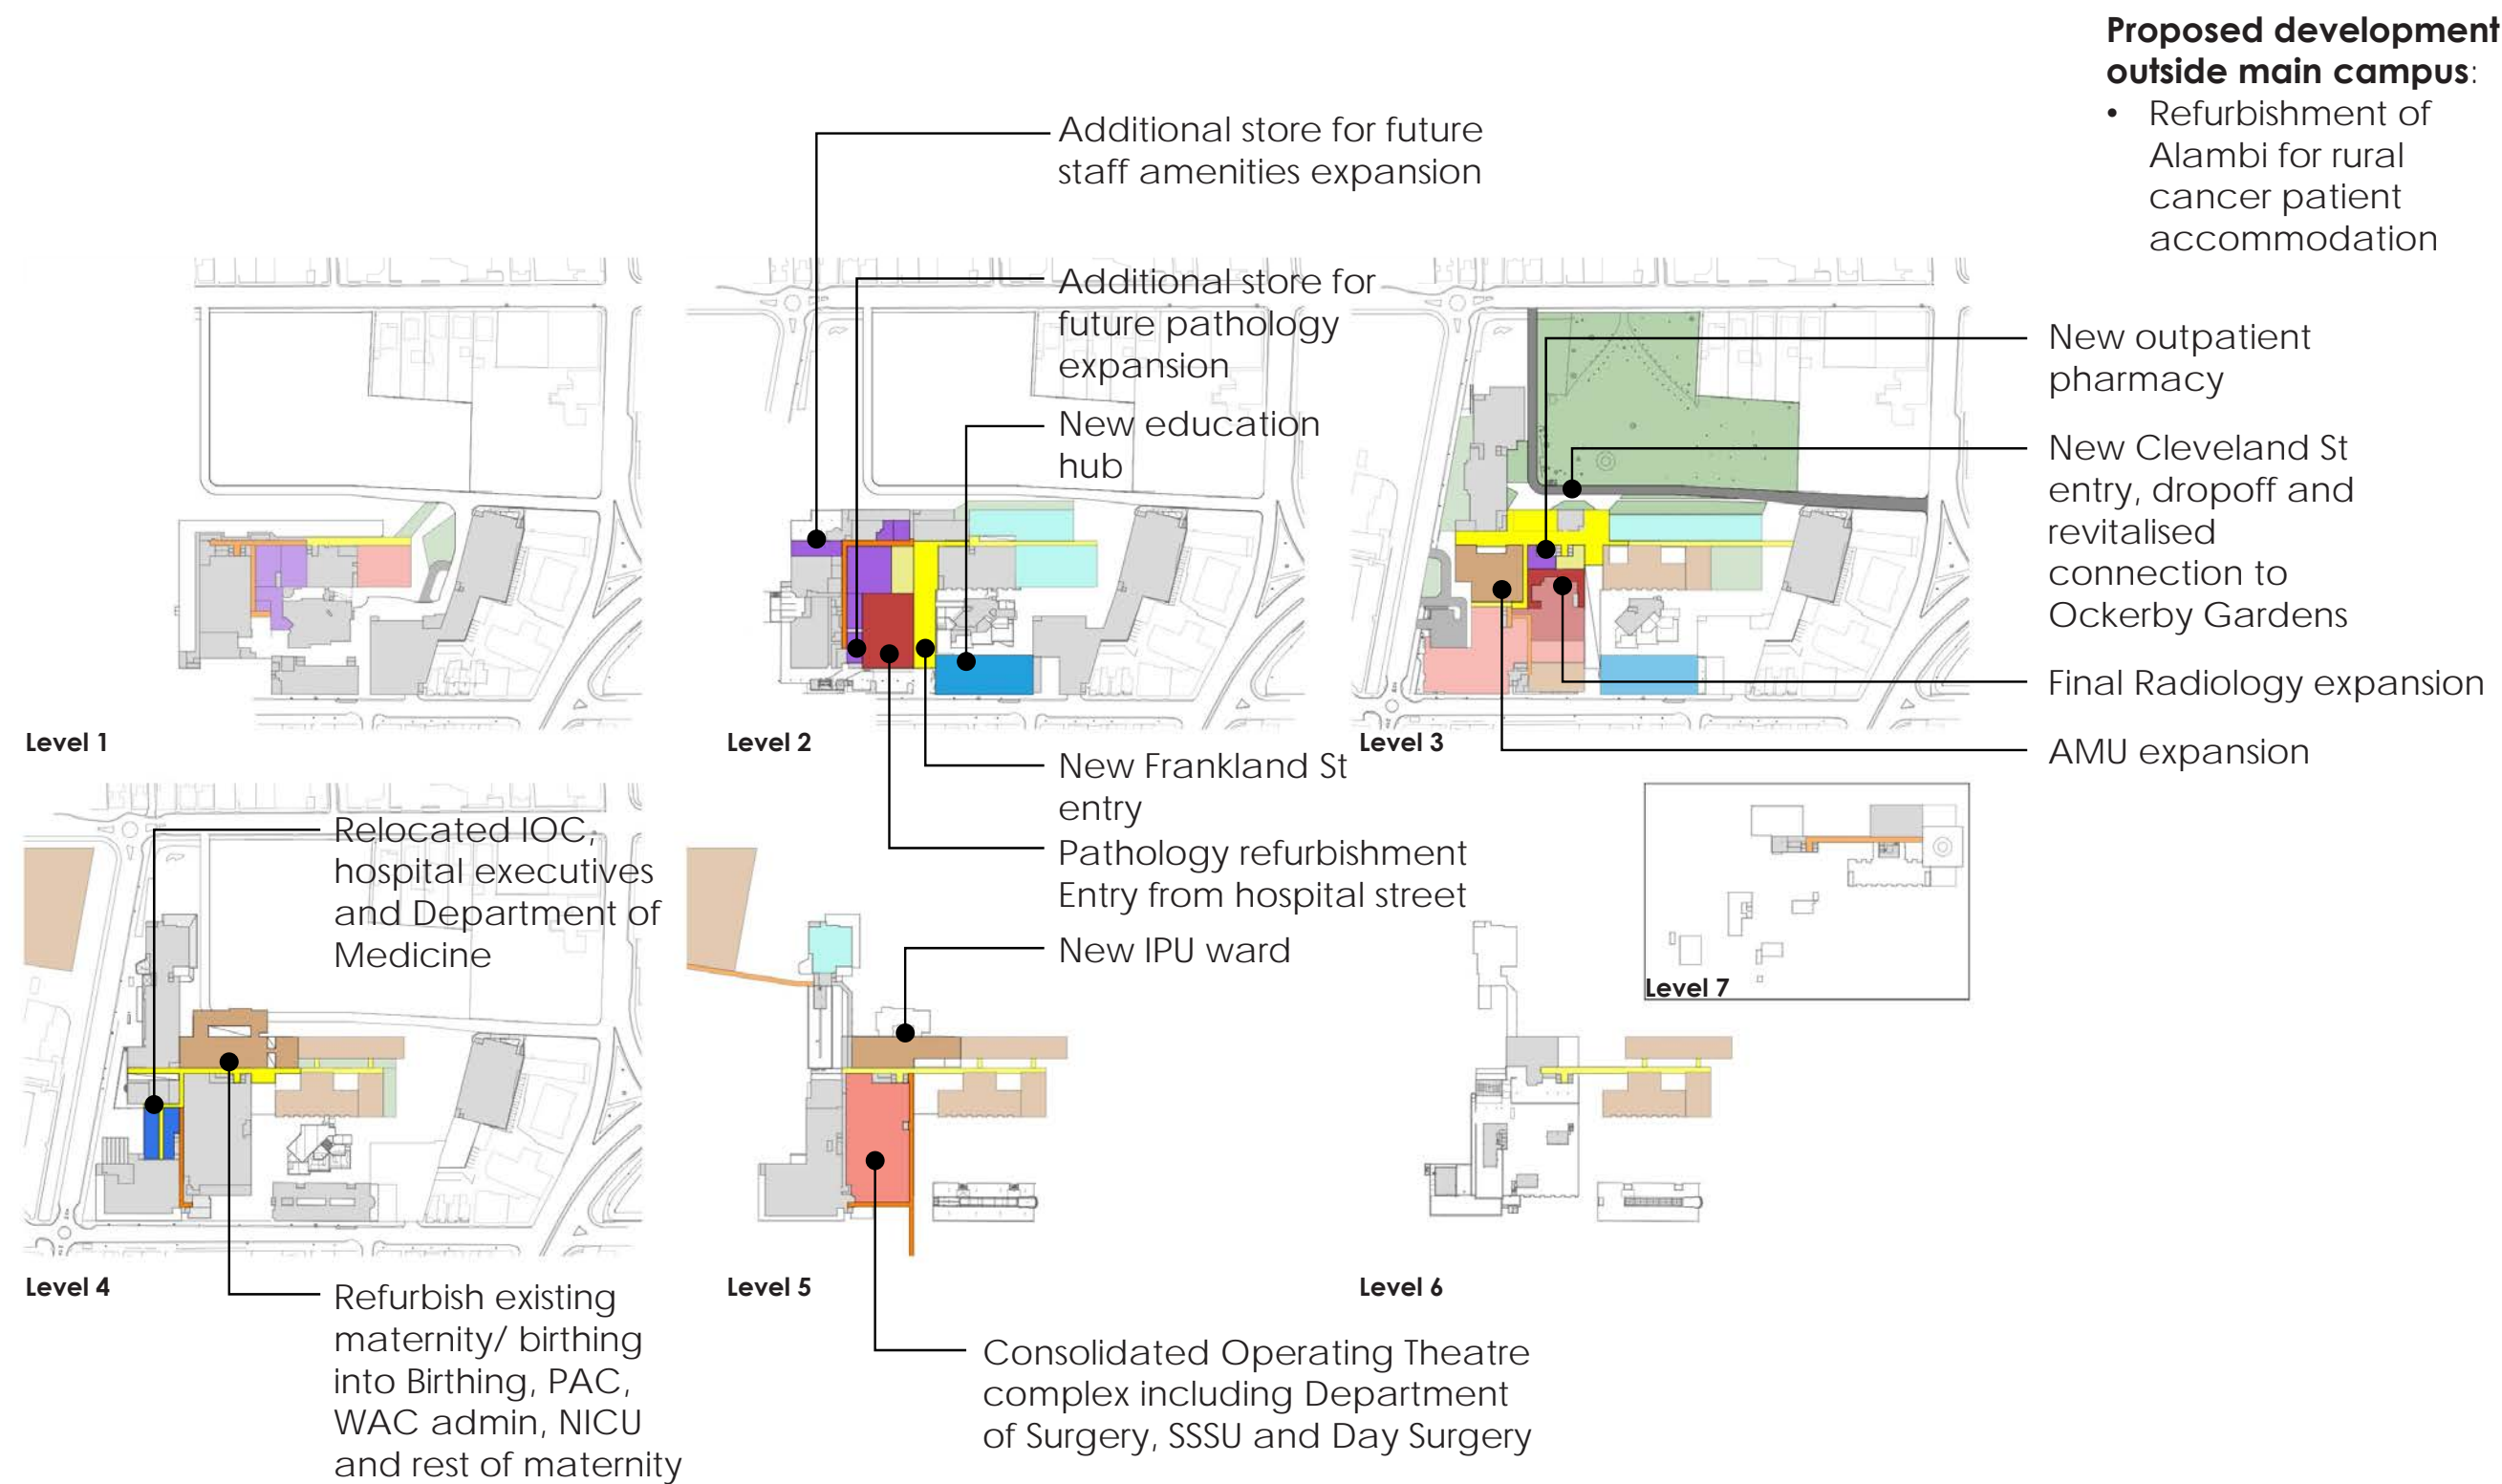 Proposed development
outside main campus:
• Refurbishment of
Alambi for rural
cancer patient
accommodation
Additional store for future
staff amenities expansion
Additional store for
future pathology
expansion
New education
hub
New outpatient
pharmacy
New Cleveland St
entry, dropoff and
revitalised
connection to
Ockerby Gardens
Final Radiology expansion
AMU expansion
Level 1
Level 2
Level 3
New Frankland St
entry
Pathology refurbishment
Entry from hospital street
New IPU ward
Relocated IOC,
hospital executives
and Department of
Medicine
Level 7
Level 4
Level 5
Level 6
Refurbish existing
maternity/ birthing
into Birthing, PAC,
WAC admin, NICU
and rest of maternity
Consolidated Operating Theatre
complex including Department
of Surgery, SSSU and Day Surgery